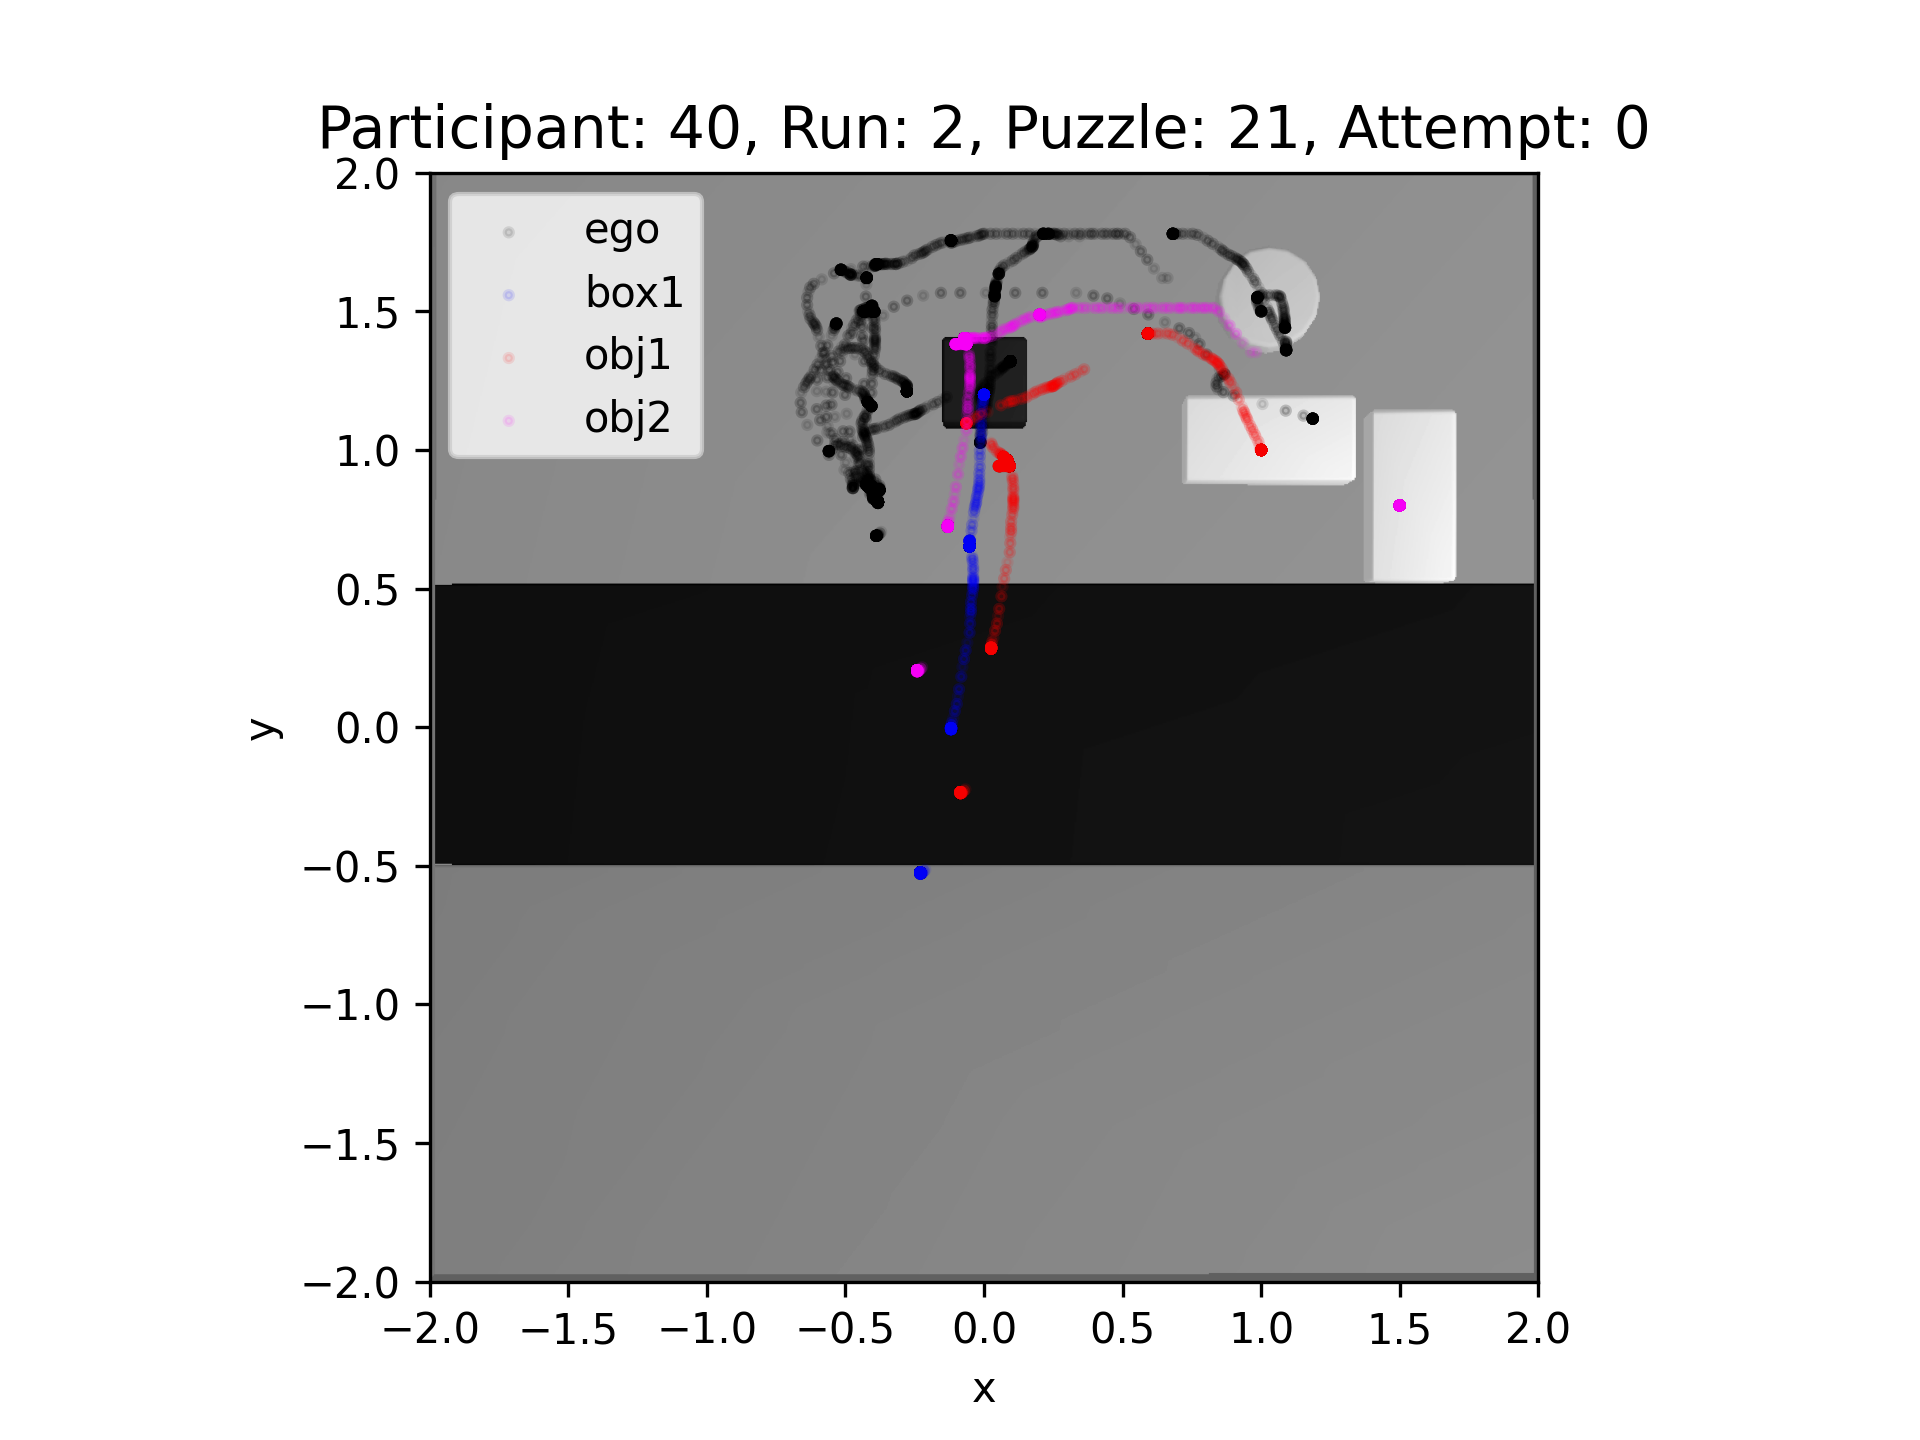 Participant: 40, Run: 2, Puzzle: 21, Attempt: 0
2.0
1.5
1.0
0.5
0.0
−0.5
−1.0
−1.5
−2.0
y
ego
box1
obj1
obj2
−2.0 −1.5 −1.0 −0.5 0.0 0.5 1.0 1.5 2.0
x